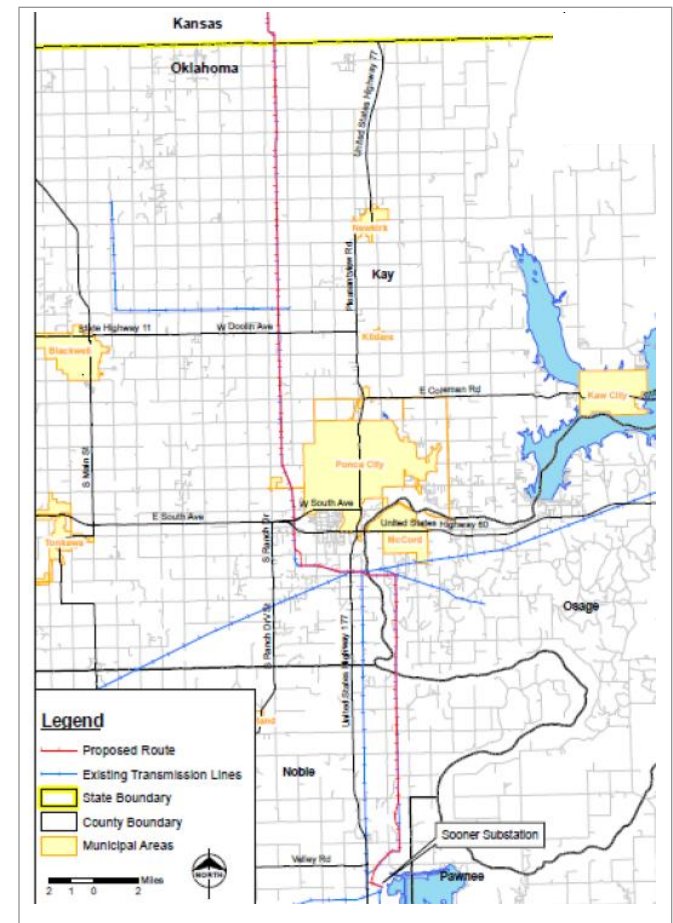 Kansas
Oklahoma
United States Highway 77
Newkirk
Pleasantview Rd
Kay
State Highway 11
W Doolin Ave
Blackwell
Kildare
E Coleman Rd
Kaw City
S Main St
Ponca City
W South Ave
E South Ave
S Ranch Dr
United States Highway 60
Tonkawa
McCord
Osage
S Ranch Dr
United States Highway 177
land
Legend
Proposed Route
Existing Transmission Lines
State Boundary
County Boundary
Municipal Areas
NORTH
Miles
2 1 0 2
Noble
Sooner Substation
Valley Rd
Pawnee